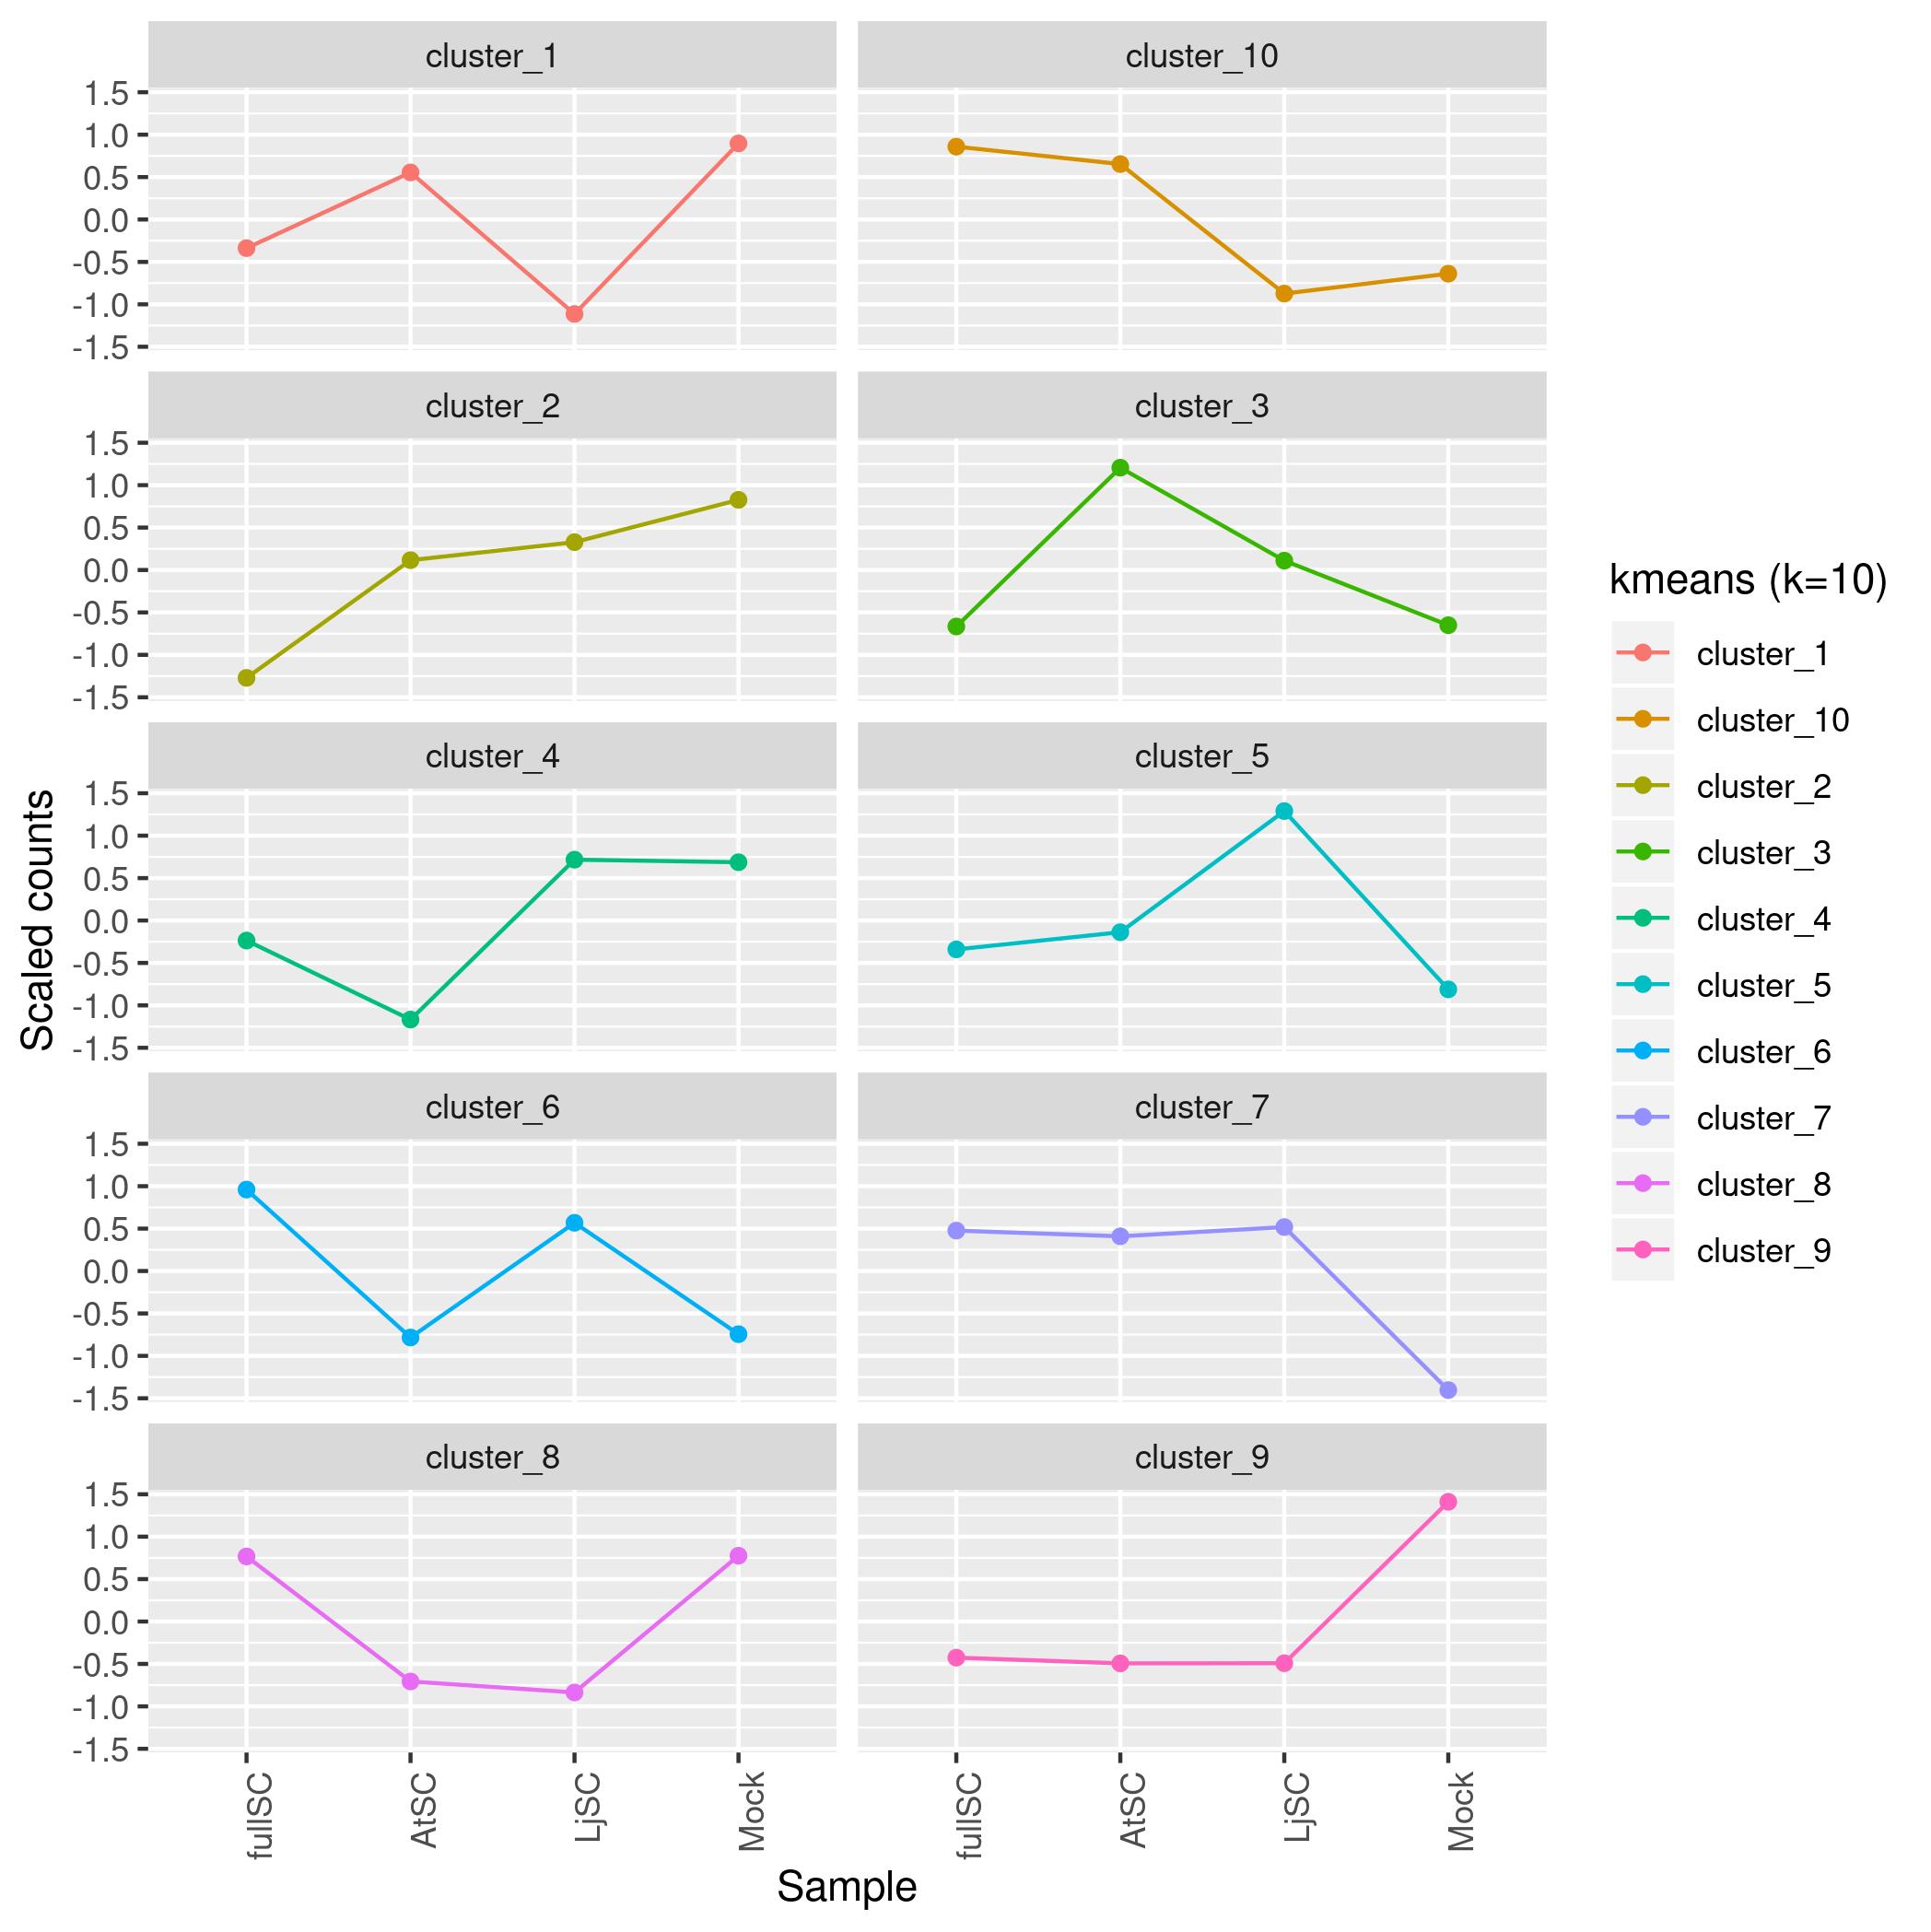 cluster_1
cluster_10
1.5
1.0
0.5
0.0
-0.5
-1.0
-1.5
cluster_2
cluster_3
1.5
1.0
0.5
0.0
-0.5
-1.0
-1.5
cluster_4
cluster_5
1.5
1.0
0.5
0.0
-0.5
-1.0
-1.5
cluster_6
cluster_7
1.5
1.0
0.5
0.0
-0.5
-1.0
-1.5
cluster_8
cluster_9
1.5
1.0
0.5
0.0
-0.5
-1.0
-1.5
fullSC
AtSC
LjSC
Mock
fullSC
AtSC
LjSC
Mock
Sample
Scaled counts
kmeans (k=10)
cluster_1
cluster_10
cluster_2
cluster_3
cluster_4
cluster_5
cluster_6
cluster_7
cluster_8
cluster_9